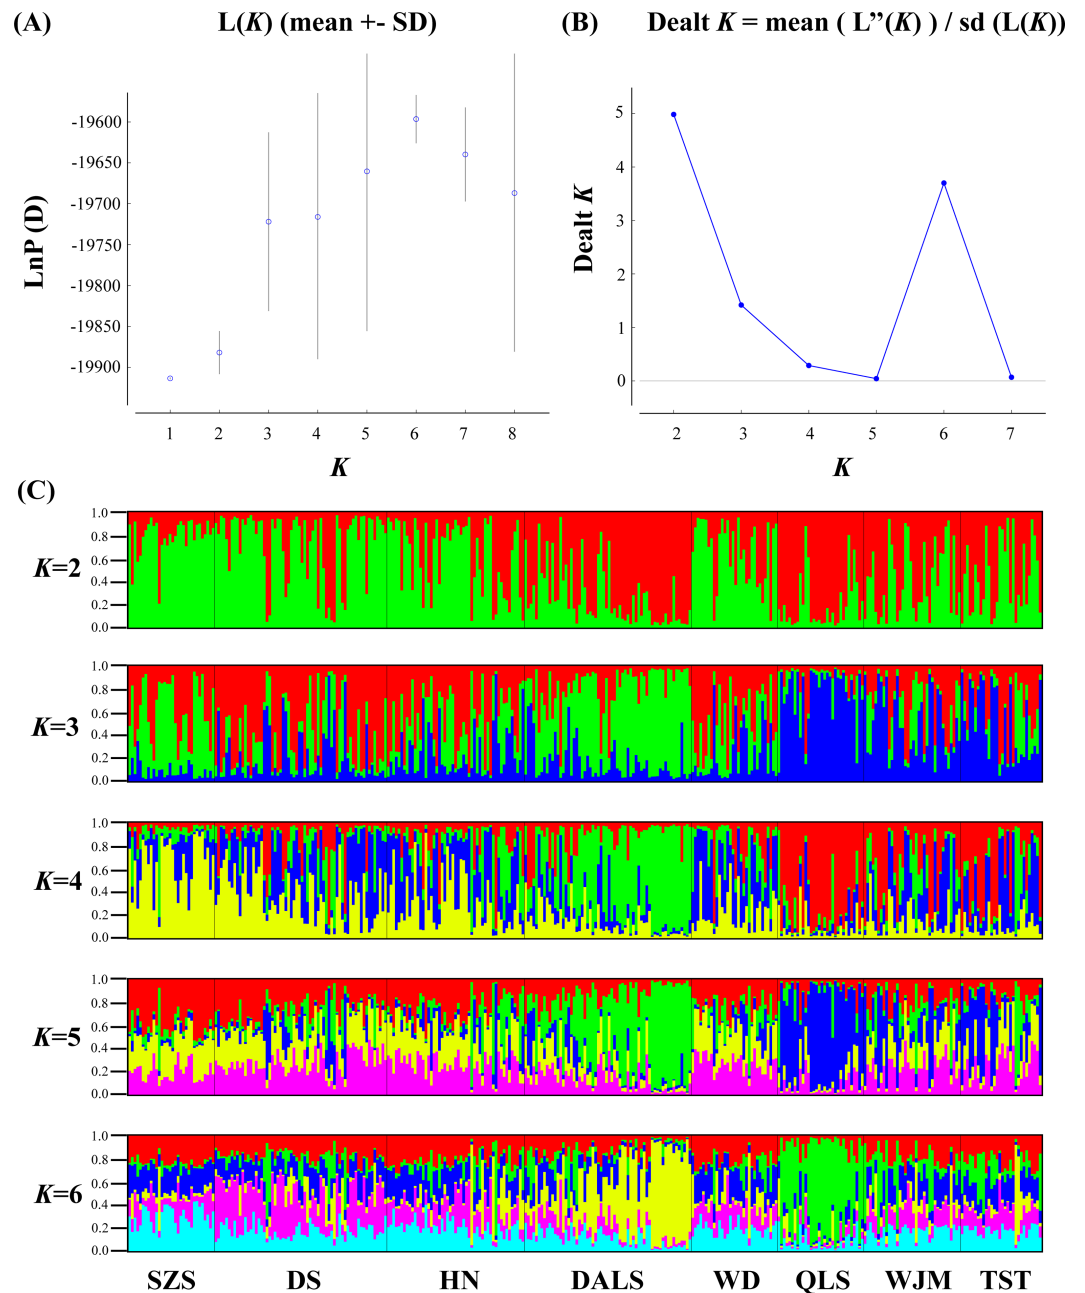 (A) L(K) (mean +- SD)
LnP (D)
-19600
-19650
-19700
-19750
-19800
-19850
-19900
1 2 3 4 5 6 7 8
K
(B) Dealt K = mean ( L”(K) ) / sd (L(K))
Dealt K
5
4
3
2
1
0
2 3 4 5 6 7
K
(C)
K=2
1.0
0.8
0.6
0.4
0.2
0.0
K=3
1.0
0.8
0.6
0.4
0.2
0.0
K=4
1.0
0.8
0.6
0.4
0.2
0.0
K=5
1.0
0.8
0.6
0.4
0.2
0.0
K=6
1.0
0.8
0.6
0.4
0.2
0.0
SZS DS HN DALS WD QLS WJM TST